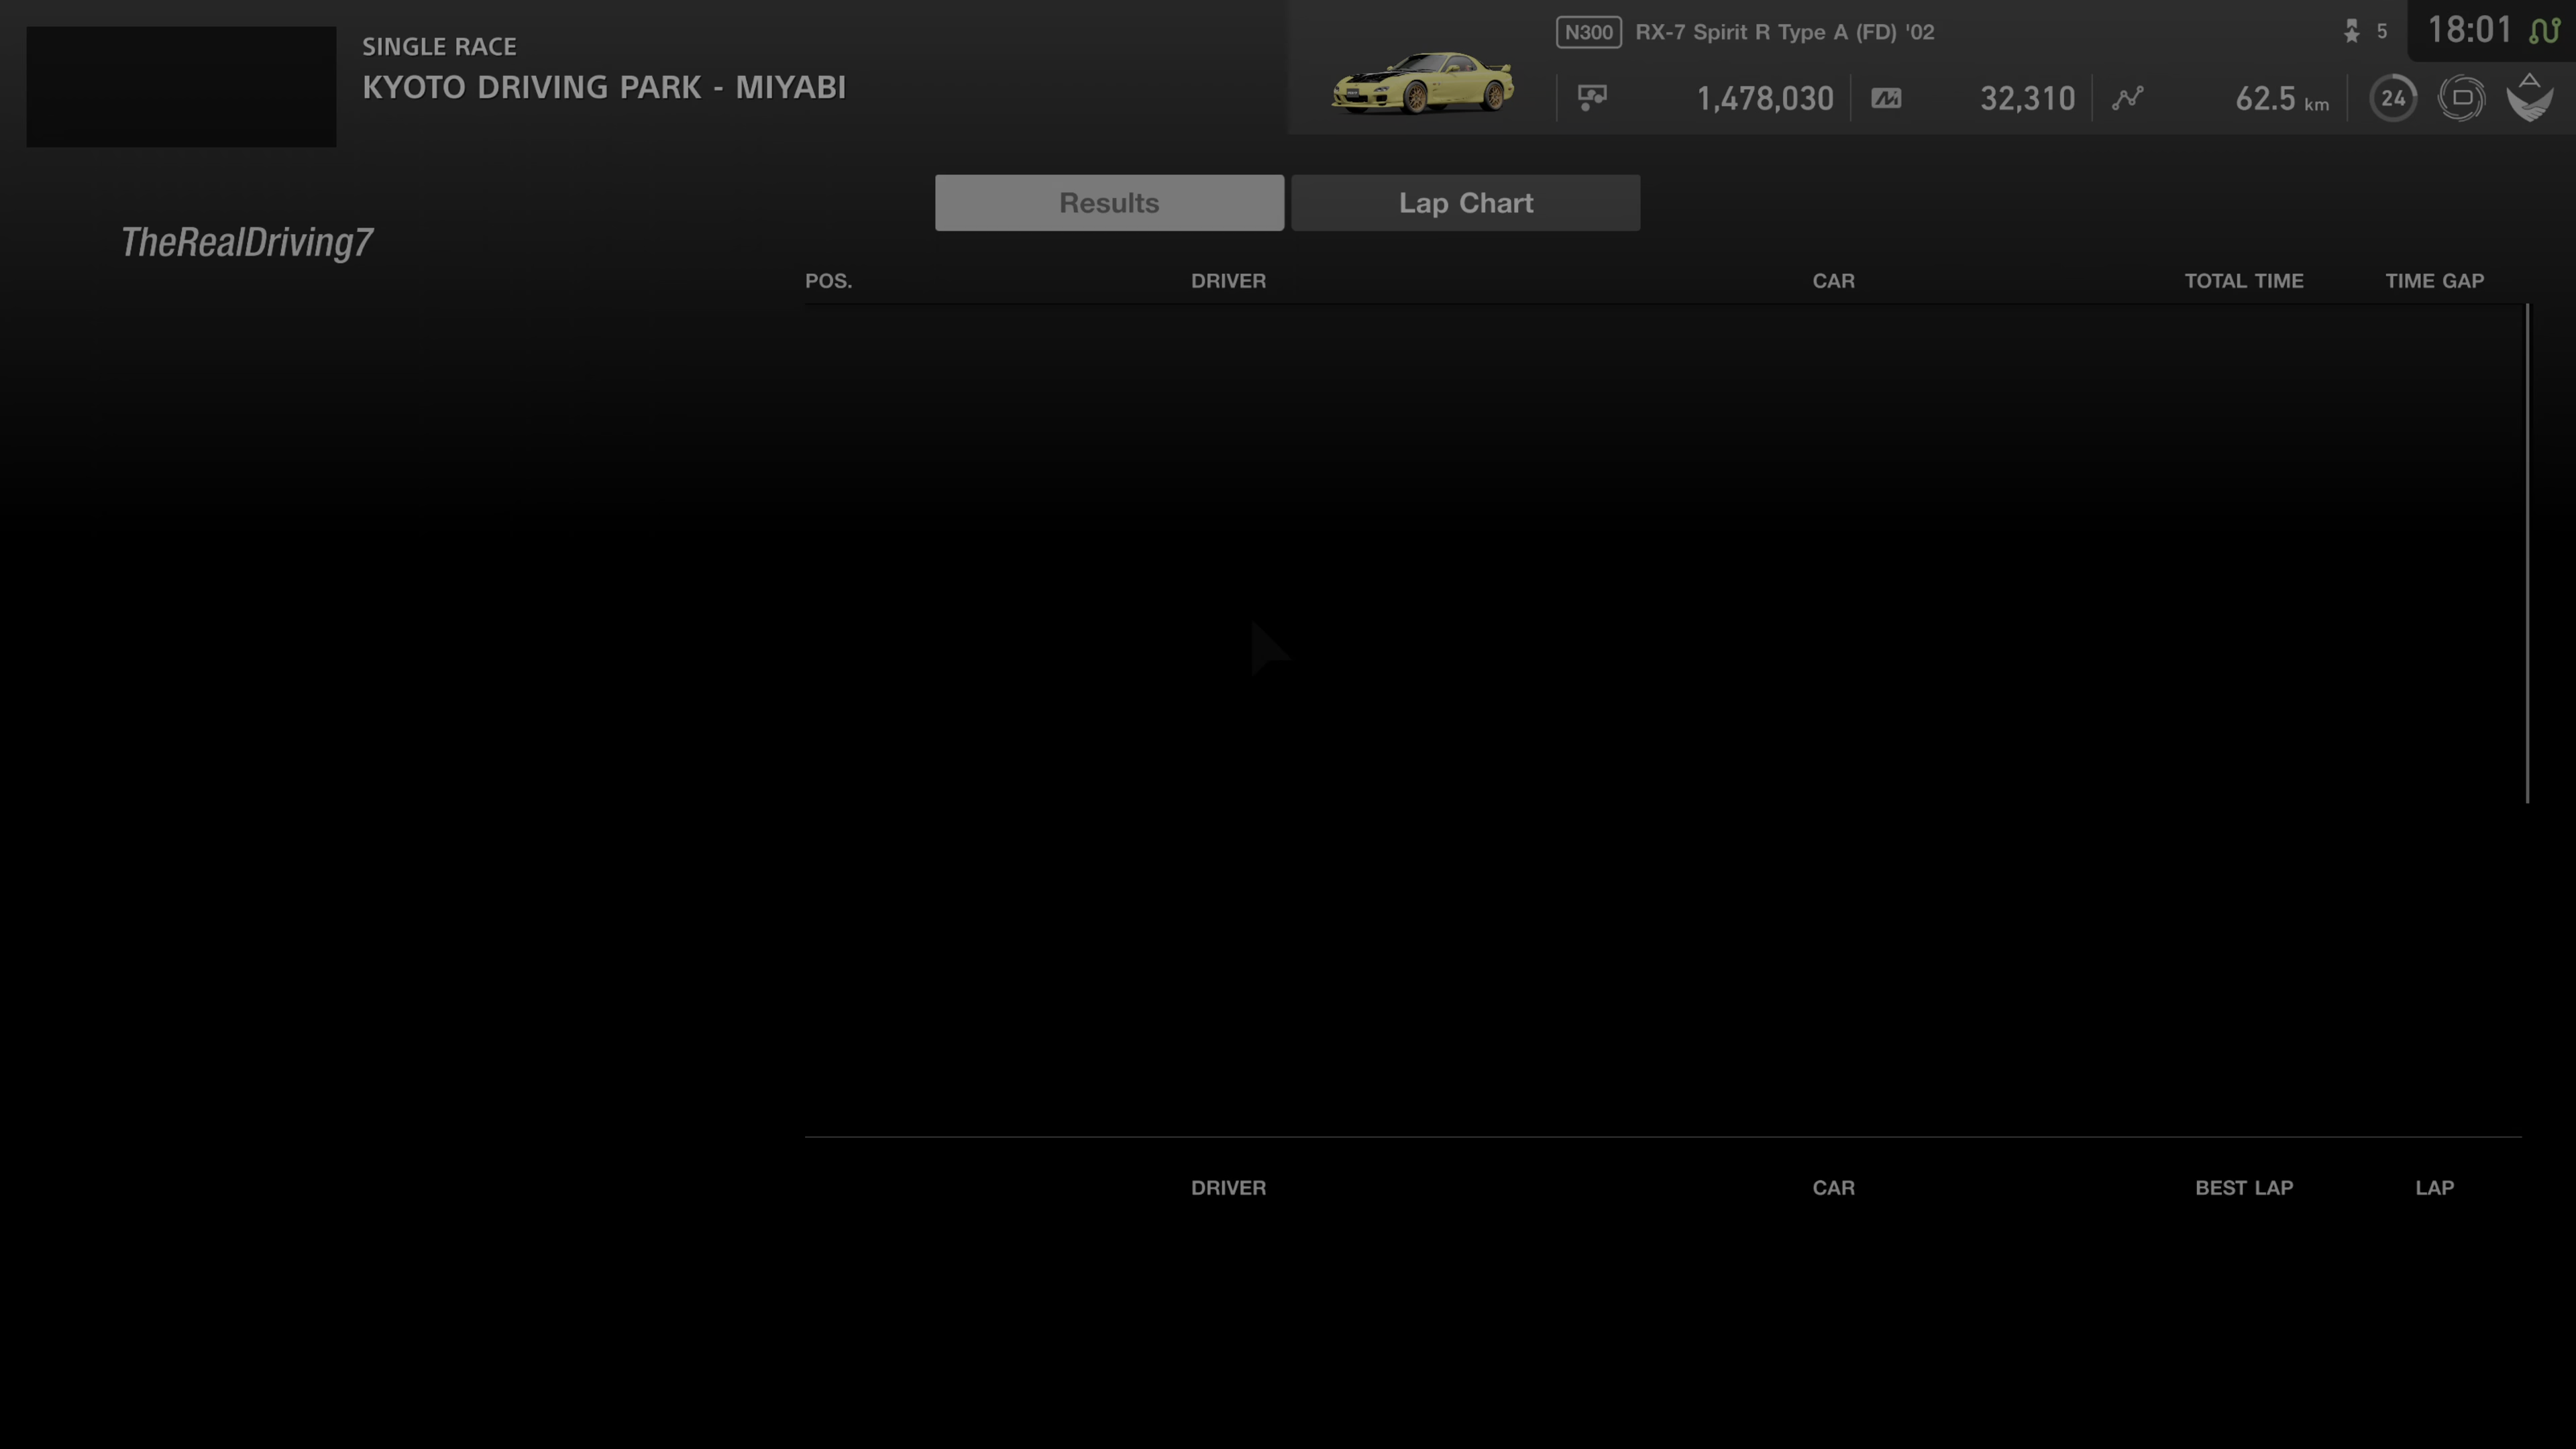 SINGLE RACE
KYOTO DRIVING PARK - MIYABI
N300 RX-7 Spirit R Type A (FD) '02
5
18:01
1,478,030
32,310
62.5 km
24
D
A
Results
Lap Chart
TheRealDriving7
POS. DRIVER CAR TOTAL TIME TIME GAP
DRIVER CAR BEST LAP LAP